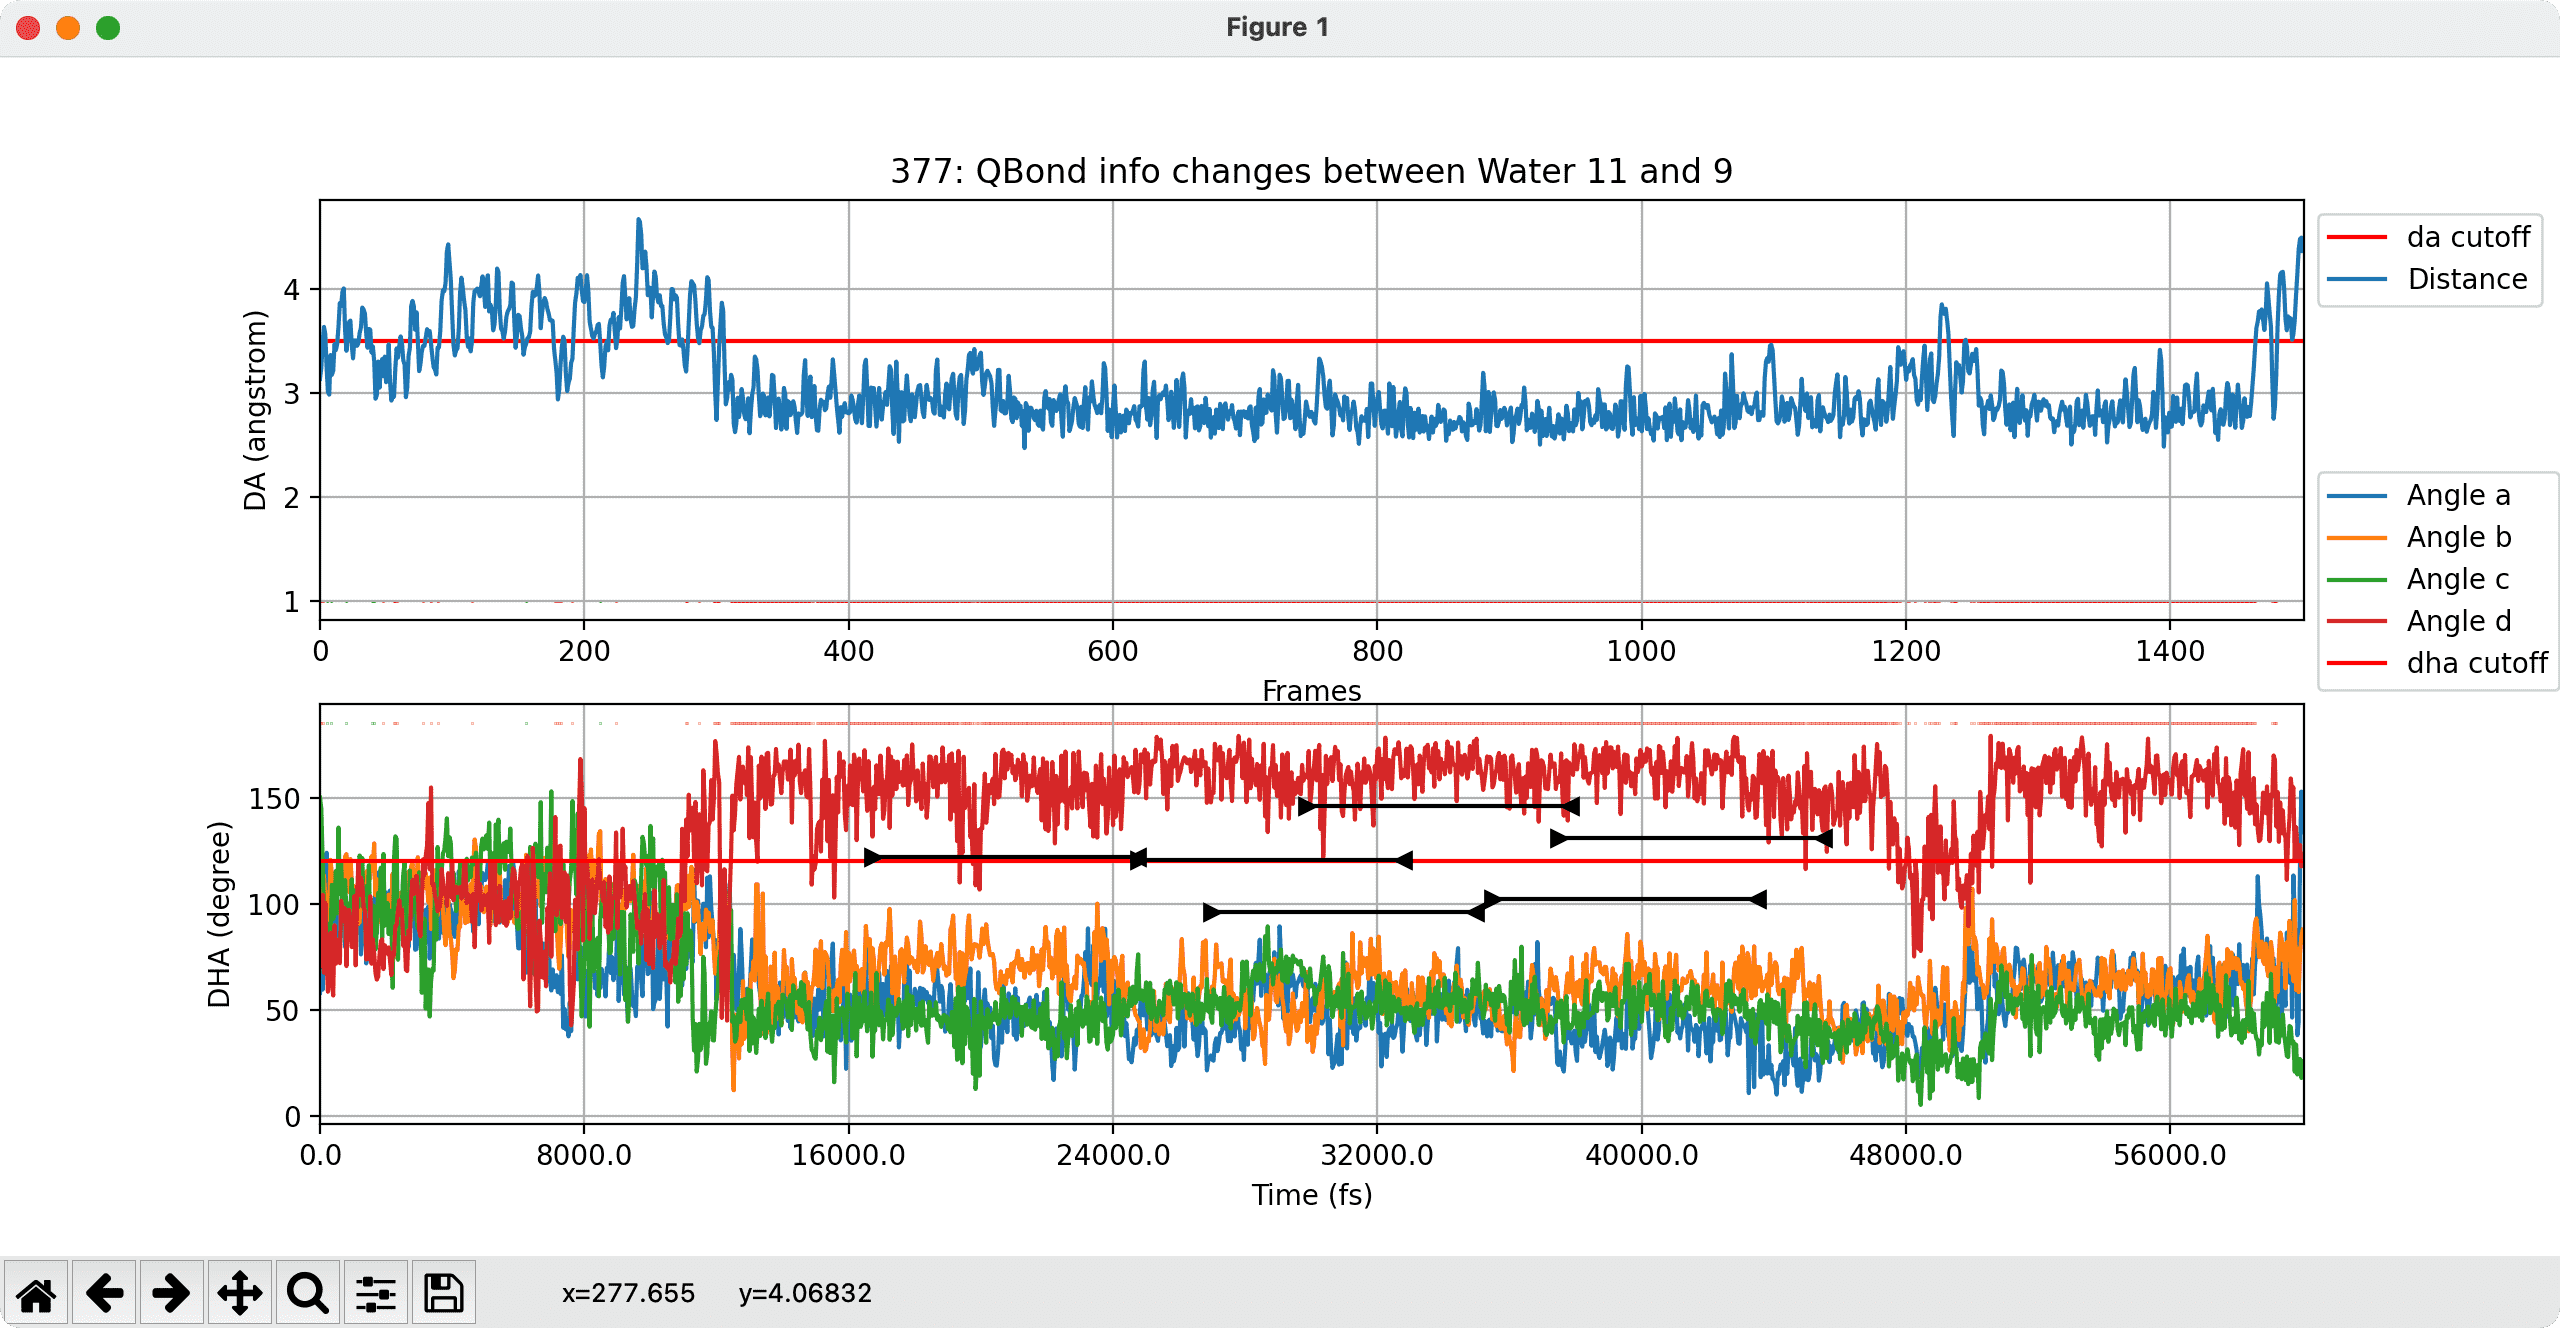 Figure 1
377: QBond info changes between Water 11 and 9
DA (angstrom)
4
3
2
1
0 200 400 600 800 1000 1200 1400
Frames
da cutoff
Distance
Angle a
Angle b
Angle c
Angle d
dha cutoff
DHA (degree)
150
100
50
0
0.0 8000.0 16000.0 24000.0 32000.0 40000.0 48000.0 56000.0
Time (fs)
x=277.655 y=4.06832